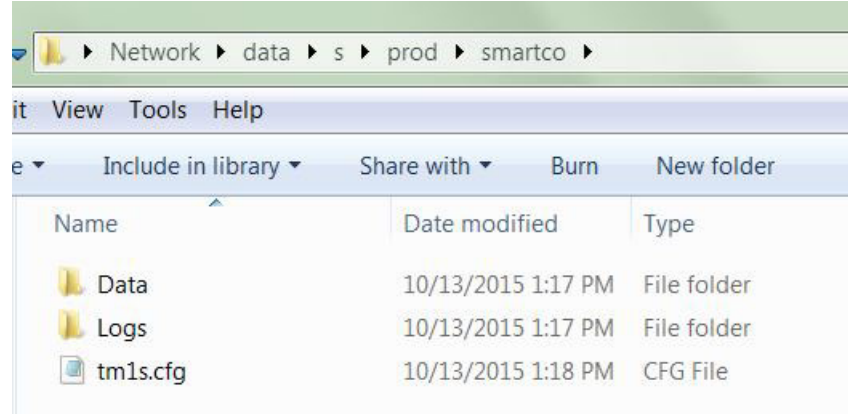 Network data s prod smartco
it View Tools Help
e Include in library Share with Burn New folder
Name Date modified Type
Data 10/13/2015 1:17 PM File folder
Logs 10/13/2015 1:17 PM File folder
tm1s.cfg 10/13/2015 1:18 PM CFG File